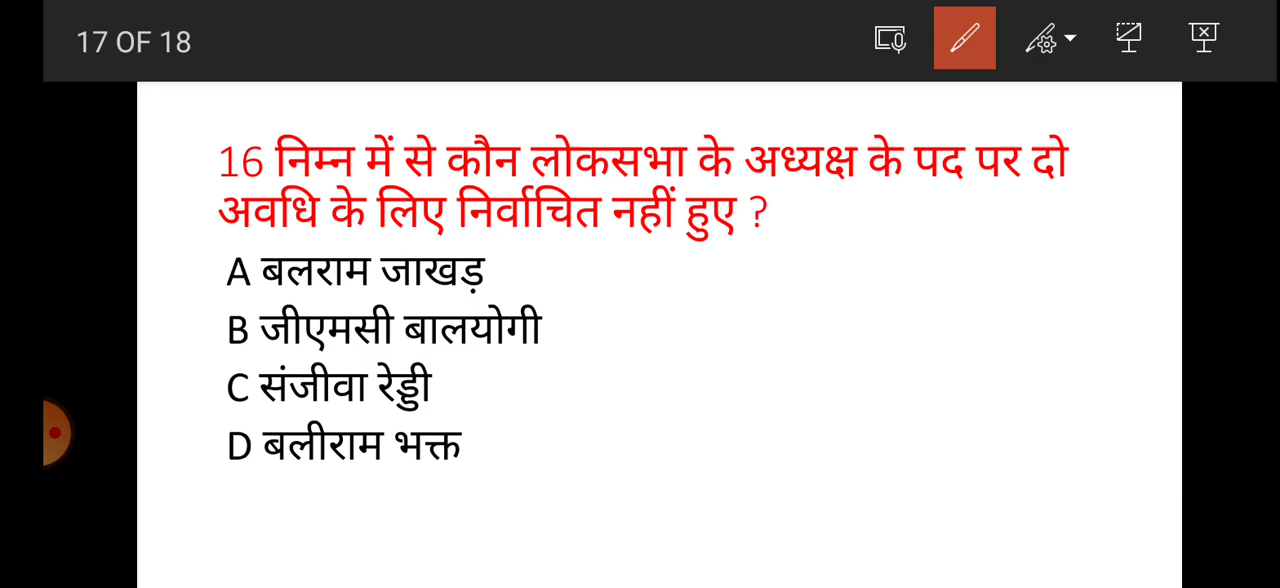 17 OF 18
16 निम्न में से कौन लोकसभा के अध्यक्ष के पद पर दो
अवधि के लिए निर्वाचित नहीं हुए ?
A बलराम जाखड़
B जीएमसी बालयोगी
C संजीवा रेड्डी
D बलीराम भक्त